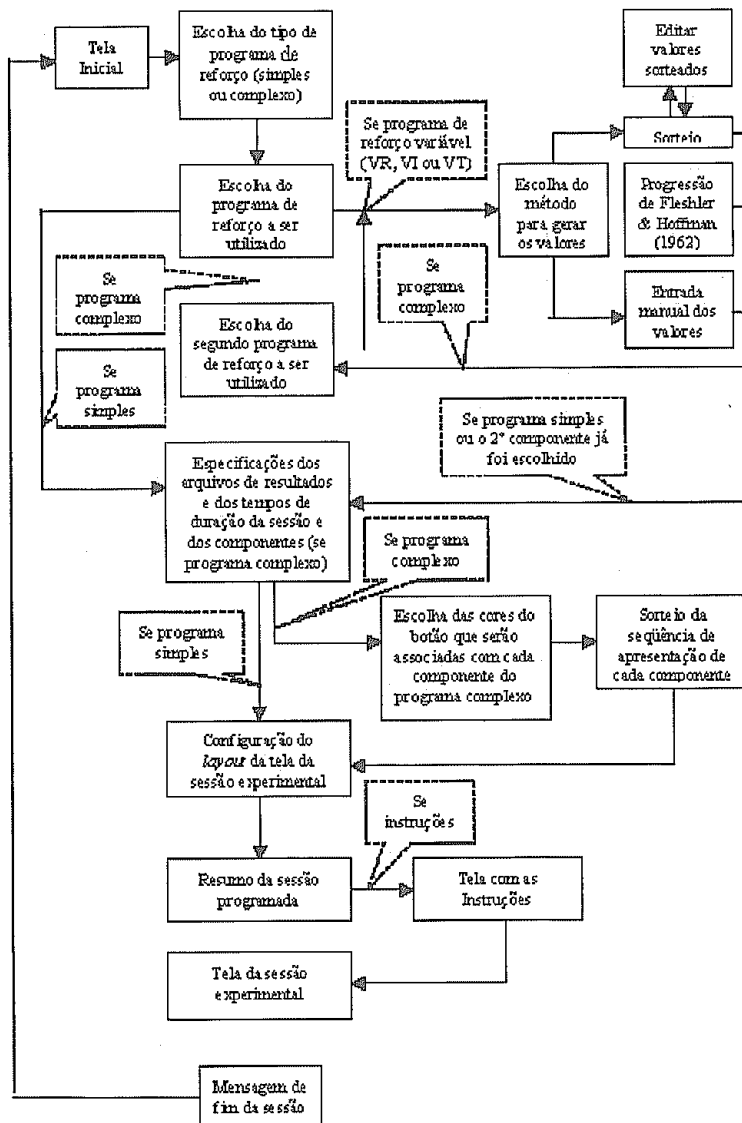 Tela
Inicial
Escolha do tipo de
programa de
reforço (simples
ou complexo)
Editar
valores
sorteados
Se programa de
reforço variável
(VR, VI ou VT)
Sorteio
Escolha do
programa de
reforço a ser
utilizado
Escolha do
método
para gerar
os valores
Progressão
de Fleshler
& Hoffman
(1962)
Se
programa
complexo
Se
programa
complexo
Entrada
manual dos
valores
Escolha do
segundo programa
de reforço a ser
utilizado
Se
programa
simples
Se programa simples
ou o 2º componente já
foi escolhido
Especificações dos
arquivos de resultados
e dos tempos de
duração da sessão e
dos componentes (se
programa complexo)
Se programa
complexo
Se programa
simples
Escolha das cores do
botão que serão
associadas com cada
componente do
programa complexo
Sorteio da
seqüência de
apresentação de
cada componente
Configuração do
layout da tela da
sessão experimental
Se
instruções
Resumo da sessão
programada
Tela com as
Instruções
Tela da sessão
experimental
Mensagem de
fim da sessão